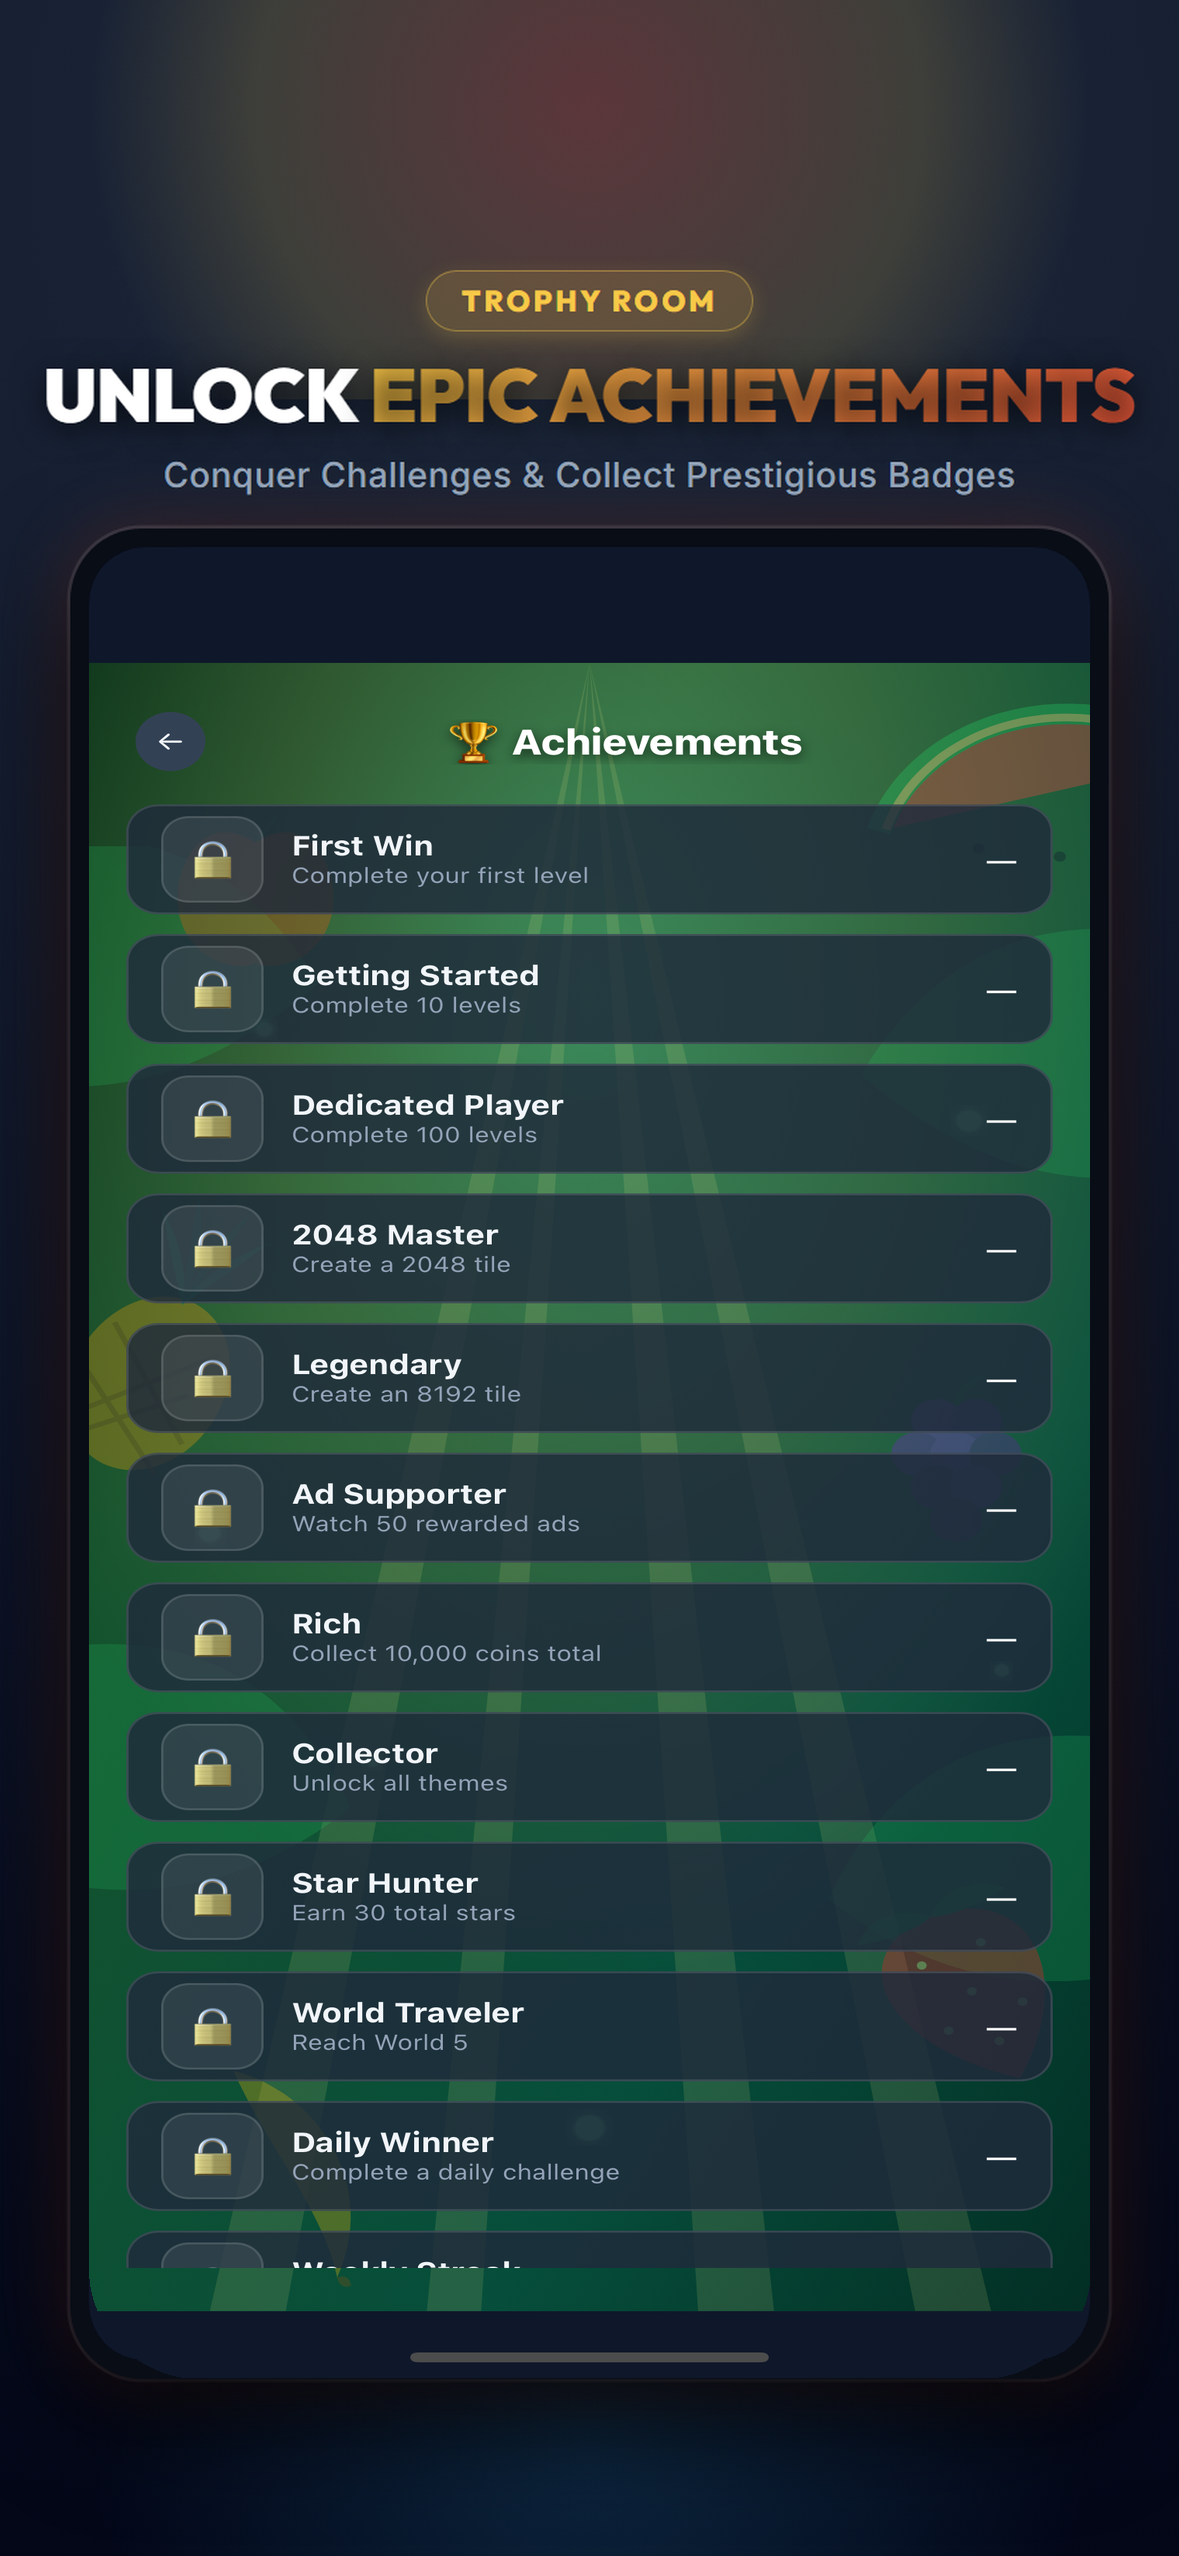 TROPHY ROOM
UNLOCK EPIC ACHIEVEMENTS
Conquer Challenges & Collect Prestigious Badges
Achievements
First Win
Complete your first level
—
Getting Started
Complete 10 levels
—
Dedicated Player
Complete 100 levels
—
2048 Master
Create a 2048 tile
—
Legendary
Create an 8192 tile
—
Ad Supporter
Watch 50 rewarded ads
—
Rich
Collect 10,000 coins total
—
Collector
Unlock all themes
—
Star Hunter
Earn 30 total stars
—
World Traveler
Reach World 5
—
Daily Winner
Complete a daily challenge
—
Weekly Streak